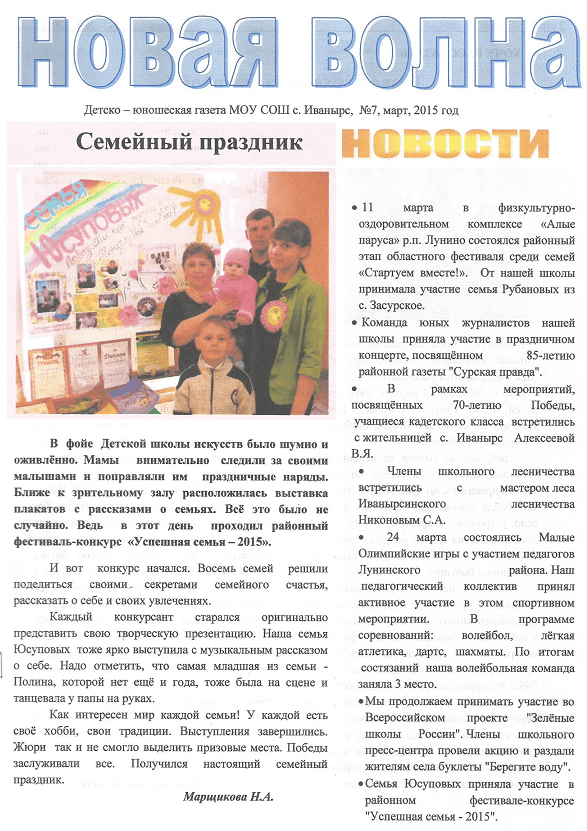 НОВАЯ ВОЛНА
Детско – юношеская газета МОУ СОШ с. Иванырс, №7, март, 2015 год
Семейный праздник
СЕМЬЯ
ЮСУПОВЫХ
В фойе Детской школы искусств было шумно и
оживлённо. Мамы внимательно следили за своими
малышами и поправляли им праздничные наряды.
Ближе к зрительному залу расположилась выставка
плакатов с рассказами о семьях. Всё это было не
случайно. Ведь в этот день проходил районный
фестиваль-конкурс «Успешная семья – 2015».
И вот конкурс начался. Восемь семей решили
поделиться своими секретами семейного счастья,
рассказать о себе и своих увлечениях.
Каждый конкурсант старался оригинально
представить свою творческую презентацию. Наша семья
Юсуповых тоже ярко выступила с музыкальным рассказом
о себе. Надо отметить, что самая младшая из семьи -
Полина, которой нет ещё и года, тоже была на сцене и
танцевала у папы на руках.
Как интересен мир каждой семьи! У каждой есть
своё хобби, свои традиции. Выступления завершились.
Жюри так и не смогло выделить призовые места. Победы
заслуживали все. Получился настоящий семейный
праздник.
Марщикова Н.А.
НОВОСТИ
• 11 марта в физкультурно-
оздоровительном комплексе «Алые
паруса» р.п. Лунино состоялся районный
этап областного фестиваля среди семей
«Стартуем вместе!». От нашей школы
принимала участие семья Рубановых из
с. Засурское.
• Команда юных журналистов нашей
школы приняла участие в праздничном
концерте, посвящённом 85-летию
районной газеты "Сурская правда".
• В рамках мероприятий,
посвящённых 70-летию Победы,
учащиеся кадетского класса встретились
с жительницей с. Иванырс Алексеевой
В.Я.
• Члены школьного лесничества
встретились с мастером леса
Иванырсинского лесничества
Никоновым С.А.
• 24 марта состоялись Малые
Олимпийские игры с участием педагогов
Лунинского района. Наш
педагогический коллектив принял
активное участие в этом спортивном
мероприятии. В программе
соревнований: волейбол, лёгкая
атлетика, дартс, шахматы. По итогам
состязаний наша волейбольная команда
заняла 3 место.
• Мы продолжаем принимать участие во
Всероссийском проекте "Зелёные
школы России". Члены школьного
пресс-центра провели акцию и раздали
жителям села буклеты "Берегите воду".
• Семья Юсуповых приняла участие в
районном фестивале-конкурсе
"Успешная семья - 2015".